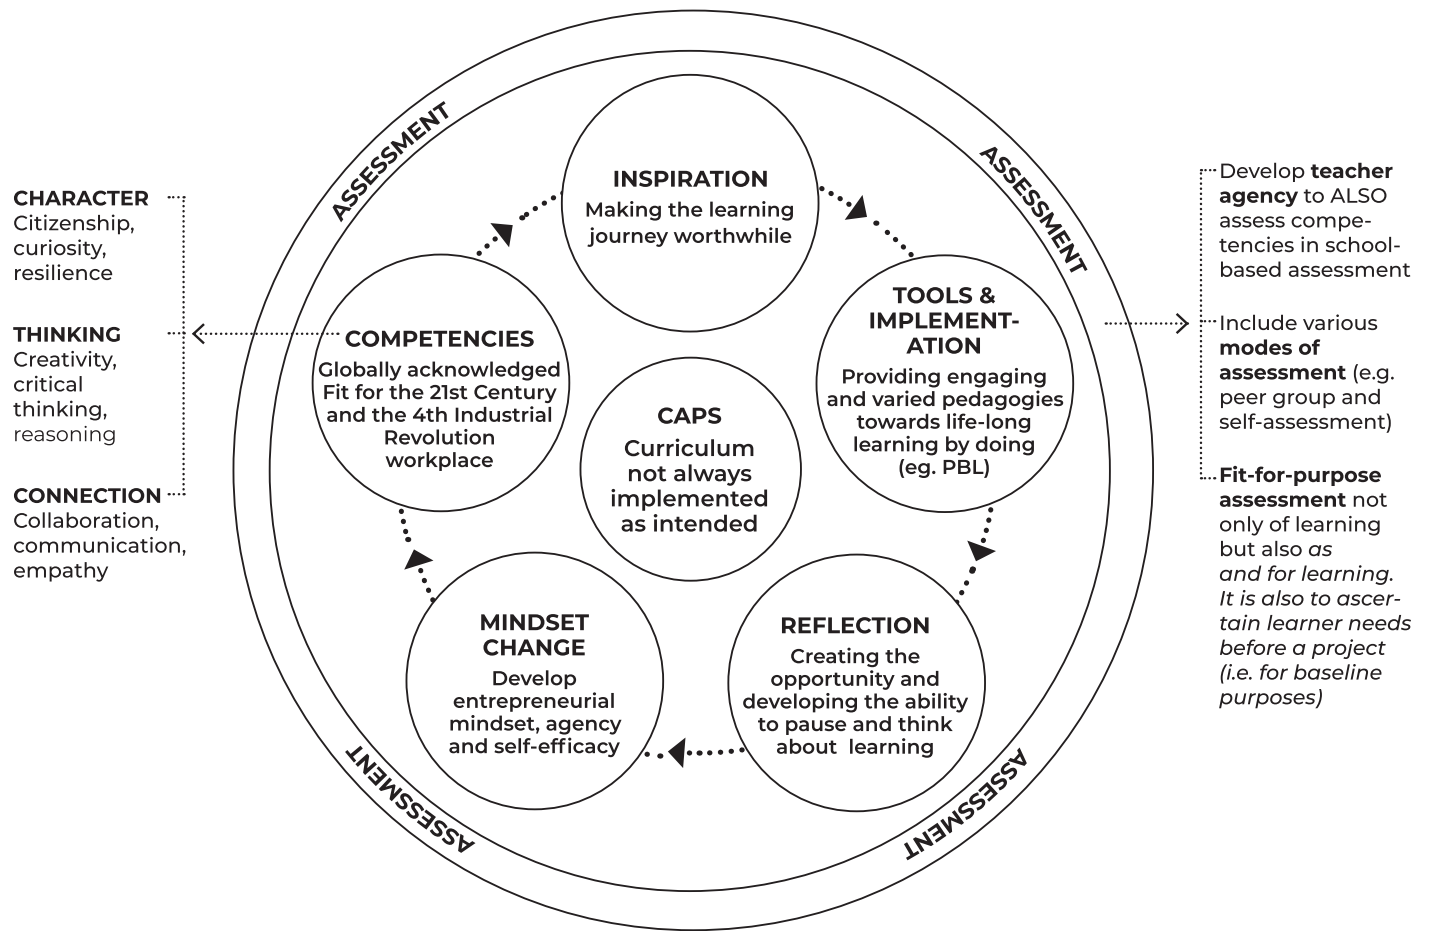 ASSESSMENT
ASSESSMENT
INSPIRATION
Making the learning
journey worthwhile
CHARACTER
Citizenship,
curiosity,
resilience
THINKING
Creativity,
critical
thinking,
reasoning
CONNECTION
Collaboration,
communication,
empathy
COMPETENCIES
Globally acknowledged
Fit for the 21st Century
and the 4th Industrial
Revolution
workplace
CAPS
Curriculum
not always
implemented
as intended
TOOLS &
IMPLEMENT-
ATION
Providing engaging
and varied pedagogies
towards life-long
learning by doing
(eg. PBL)
Develop teacher
agency to ALSO
assess compe-
tencies in school-
based assessment
Include various
modes of
assessment (e.g.
peer group and
self-assessment)
Fit-for-purpose
assessment not
only of learning
but also as
and for learning.
It is also to ascer-
tain learner needs
before a project
(i.e. for baseline
purposes)
MINDSET
CHANGE
Develop
entrepreneurial
mindset, agency
and self-efficacy
REFLECTION
Creating the
opportunity and
developing the ability
to pause and think
about learning
ASSESSMENT
ASSESSMENT